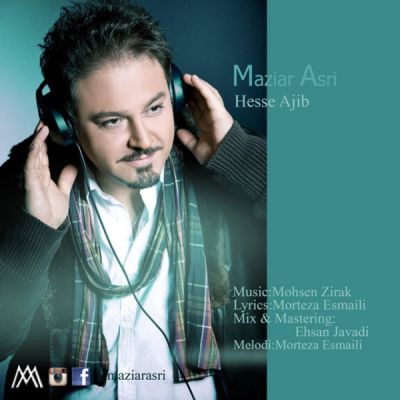 Maziar Asri
Hesse Ajib
Music:Mohsen Zirak
Lyrics:Morteza Esmaili
Mix & Mastering:
Ehsan Javadi
Melodi:Morteza Esmaili
maziarasri